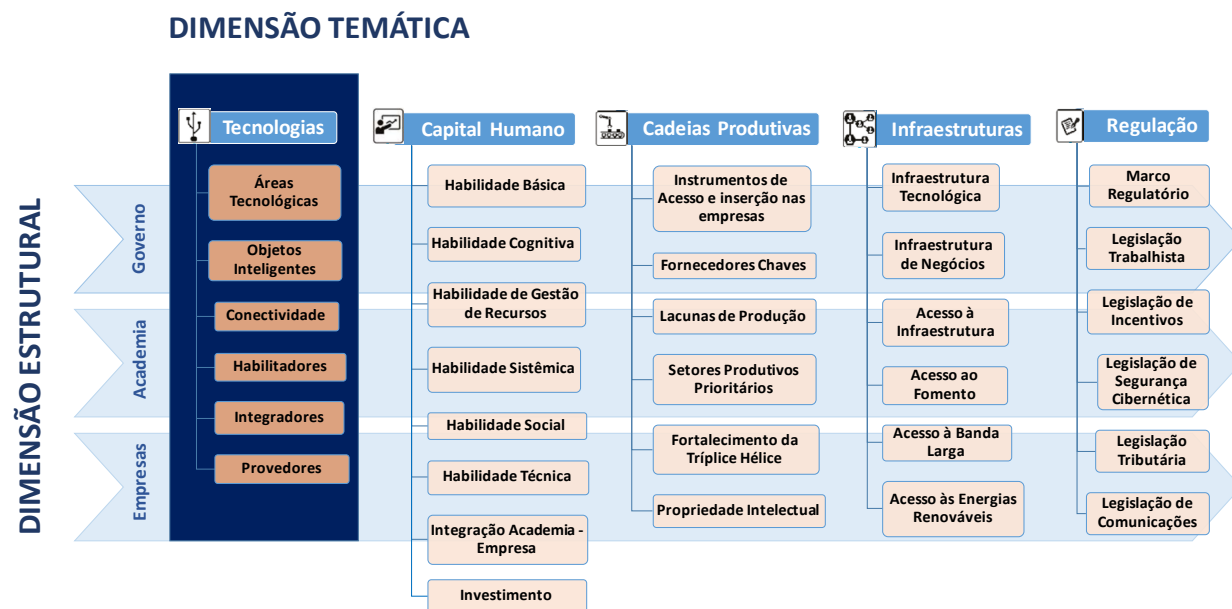 DIMENSÃO TEMÁTICA
DIMENSÃO ESTRUTURAL
Governo
Academia
Empresas
Tecnologias
Áreas
Tecnológicas
Objetos
Inteligentes
Conectividade
Habilitadores
Integradores
Provedores
Capital Humano
Habilidade Básica
Habilidade Cognitiva
Habilidade de Gestão
de Recursos
Habilidade Sistêmica
Habilidade Social
Habilidade Técnica
Integração Academia -
Empresa
Investimento
Cadeias Produtivas
Instrumentos de
Acesso e inserção nas
empresas
Fornecedores Chaves
Lacunas de Produção
Setores Produtivos
Prioritários
Fortalecimento da
Tríplice Hélice
Propriedade Intelectual
Infraestruturas
Infraestrutura
Tecnológica
Infraestrutura
de Negócios
Acesso à
Infraestrutura
Acesso ao
Fomento
Acesso à Banda
Larga
Acesso às Energias
Renováveis
Regulação
Marco
Regulatório
Legislação
Trabalhista
Legislação de
Incentivos
Legislação de
Segurança
Cibernética
Legislação
Tributária
Legislação de
Comunicações